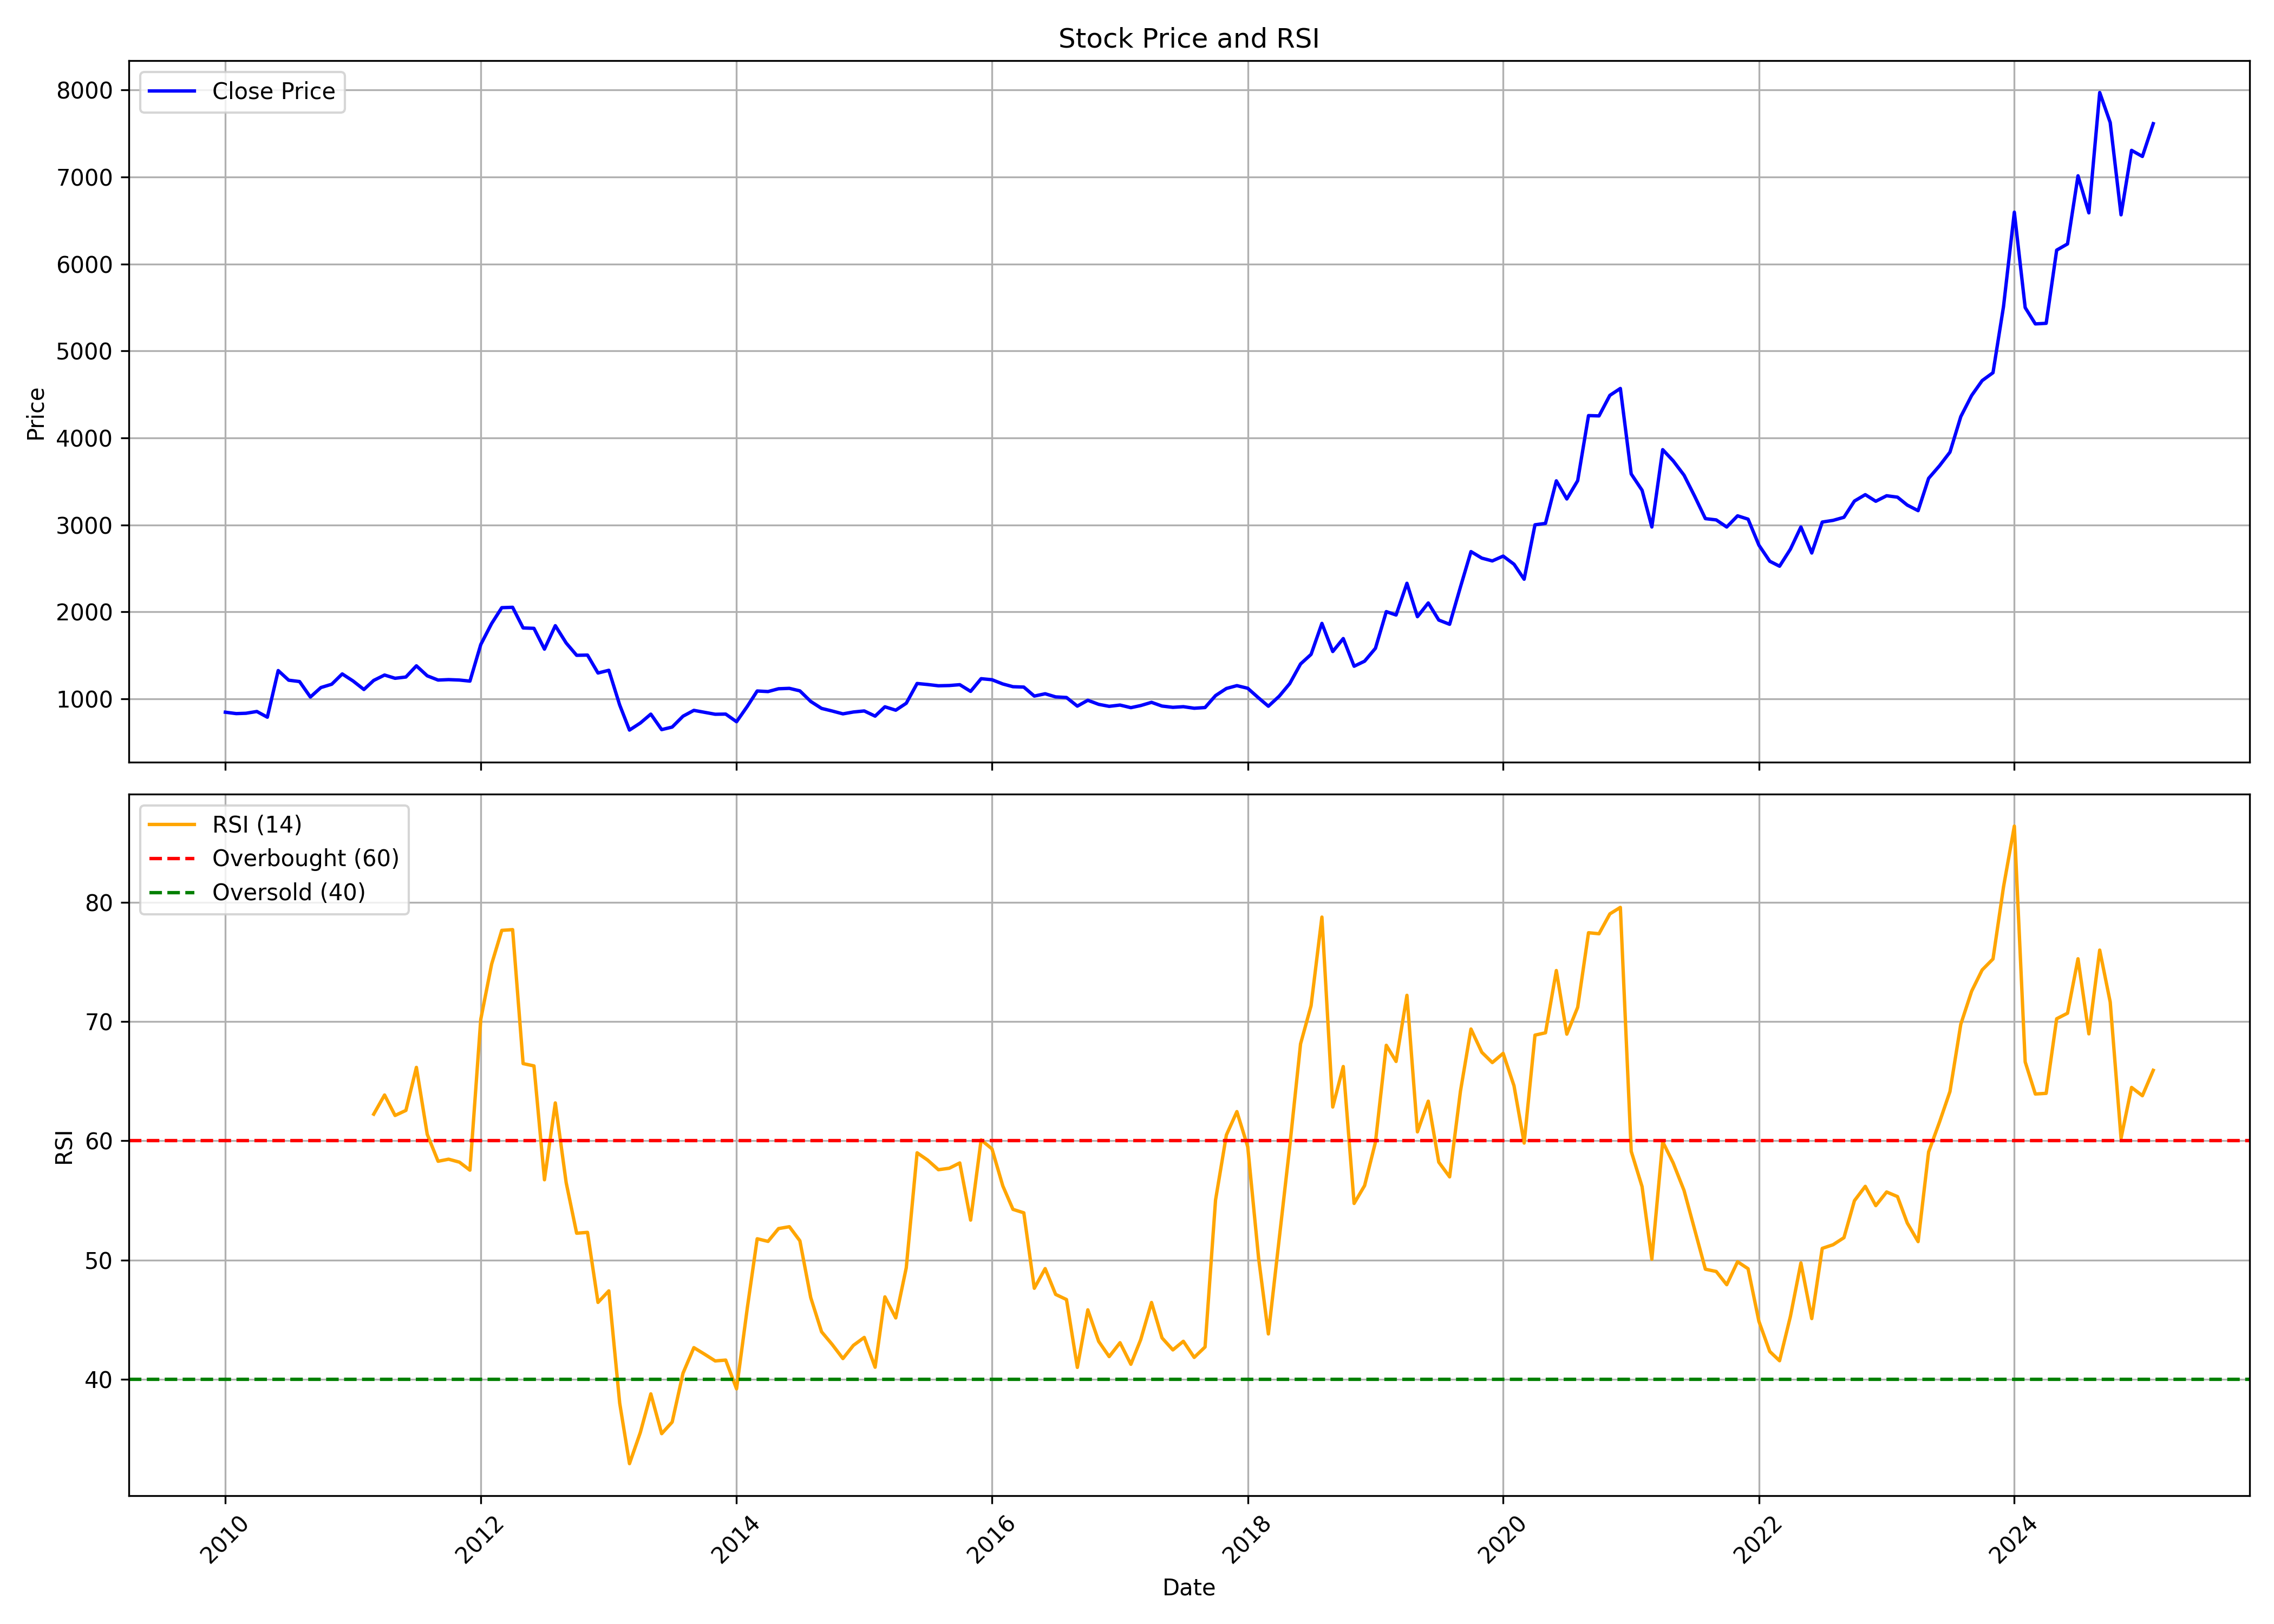 Stock Price and RSI
Close Price
8000
7000
6000
5000
4000
3000
2000
1000
Price
RSI (14)
Overbought (60)
Oversold (40)
80
70
60
50
40
RSI
2010
2012
2014
2016
2018
2020
2022
2024
Date